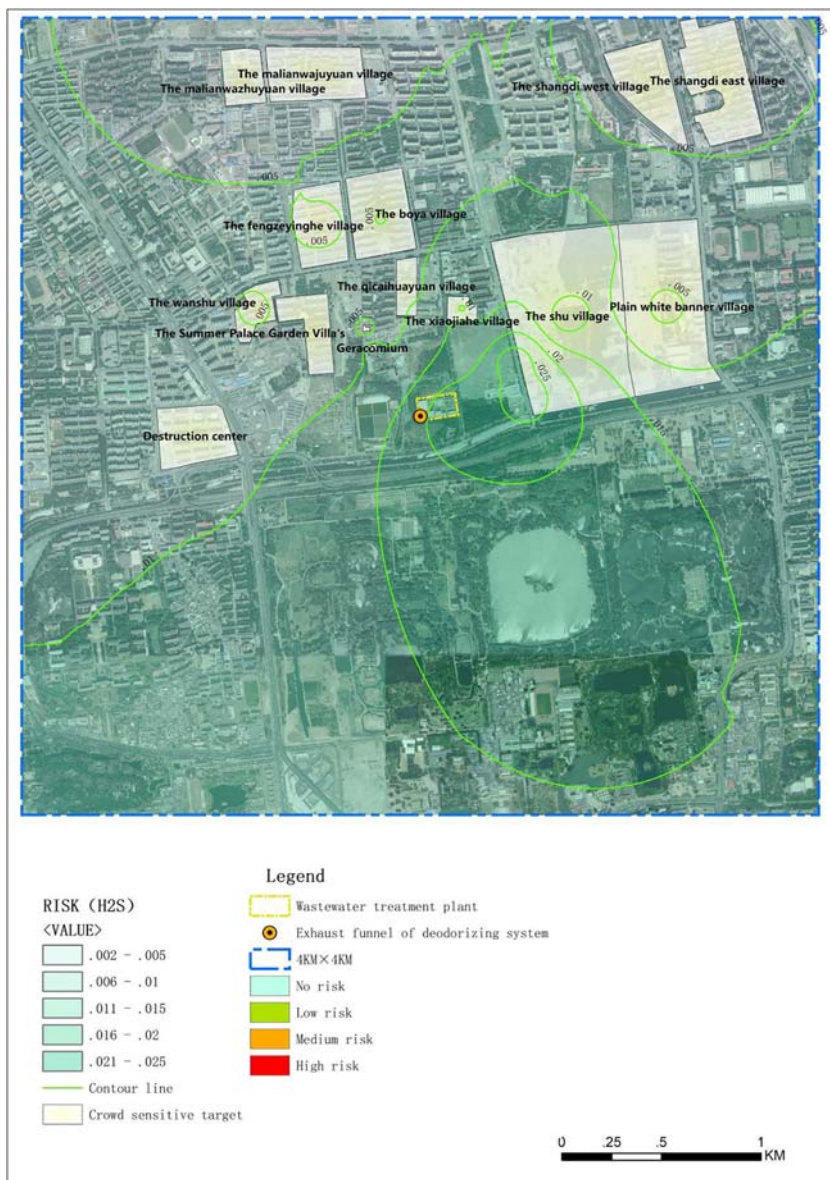 .005
The malianwajuyuan village
The malianwazhuyuan village
The shangdi west village
The shangdi east village
.005
.005
The boya village
.005
The fengzeyinghe village
.005
The qicaihuayuan village
The wanshu village
.005
The Summer Palace Garden Villa's
.005
Geracomium
.01
The xiaojiahe village
.01
The shu village
.005
Plain white banner village
.02
.025
Destruction center
.015
.01
Legend
RISK (H2S)
<VALUE>
.002 - .005
.006 - .01
.011 - .015
.016 - .02
.021 - .025
Contour line
Crowd sensitive target
Wastewater treatment plant
Exhaust funnel of deodorizing system
4KM×4KM
No risk
Low risk
Medium risk
High risk
0 .25 .5 1
KM